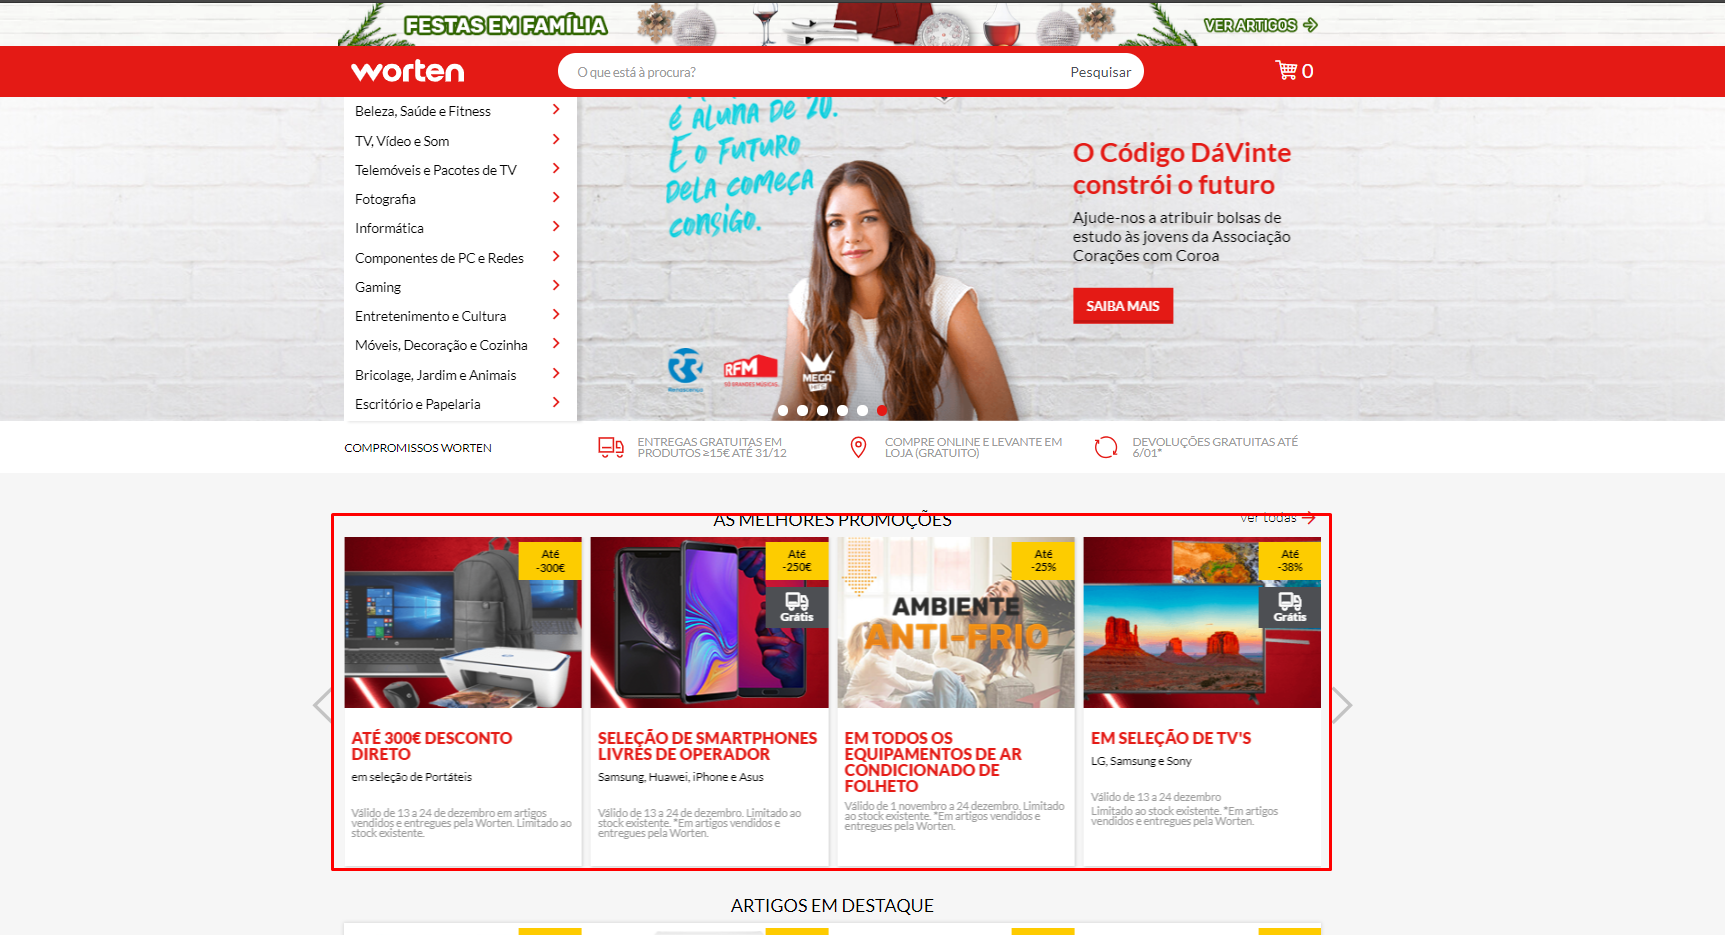 FESTAS EM FAMÍLIA
VER ARTIGOS
worten
O que está à procura?
Pesquisar
0
Beleza, Saúde e Fitness
TV, Vídeo e Som
Telemóveis e Pacotes de TV
Fotografia
Informática
Componentes de PC e Redes
Gaming
Entretenimento e Cultura
Móveis, Decoração e Cozinha
Bricolage, Jardim e Animais
Escritório e Papelaria
é ALUNA DE 20.
E O FUTURO
DELA COMEÇA
CONSIGO.
Renascença
RFM
SÓ GRANDES MÚSICAS.
MEGA
HITS
O Código DáVinte
constrói o futuro
Ajude-nos a atribuir bolsas de
estudo às jovens da Associação
Corações com Coroa
SAIBA MAIS
COMPROMISSOS WORTEN
ENTREGAS GRATUITAS EM
PRODUTOS ≥15€ ATÉ 31/12
COMPRE ONLINE E LEVANTE EM
LOJA (GRATUITO)
DEVOLUÇÕES GRATUITAS ATÉ
6/01*
AS MELHORES PROMOÇÕES
ver todas
Até
-300€
ATÉ 300€ DESCONTO
DIRETO
em seleção de Portáteis
Válido de 13 a 24 de dezembro em artigos
vendidos e entregues pela Worten. Limitado ao
stock existente.
Até
-250€
Grátis
SELEÇÃO DE SMARTPHONES
LIVRES DE OPERADOR
Samsung, Huawei, iPhone e Asus
Válido de 13 a 24 de dezembro. Limitado ao
stock existente. *Em artigos vendidos e
entregues pela Worten.
Até
-25%
AMBIENTE
ANTI-FRIO
EM TODOS OS
EQUIPAMENTOS DE AR
CONDICIONADO DE
FOLHETO
Válido de 1 novembro a 24 dezembro. Limitado
ao stock existente. *Em artigos vendidos e
entregues pela Worten.
Até
-38%
Grátis
EM SELEÇÃO DE TV'S
LG, Samsung e Sony
Válido de 13 a 24 dezembro
Limitado ao stock existente. *Em artigos
vendidos e entregues pela Worten.
ARTIGOS EM DESTAQUE